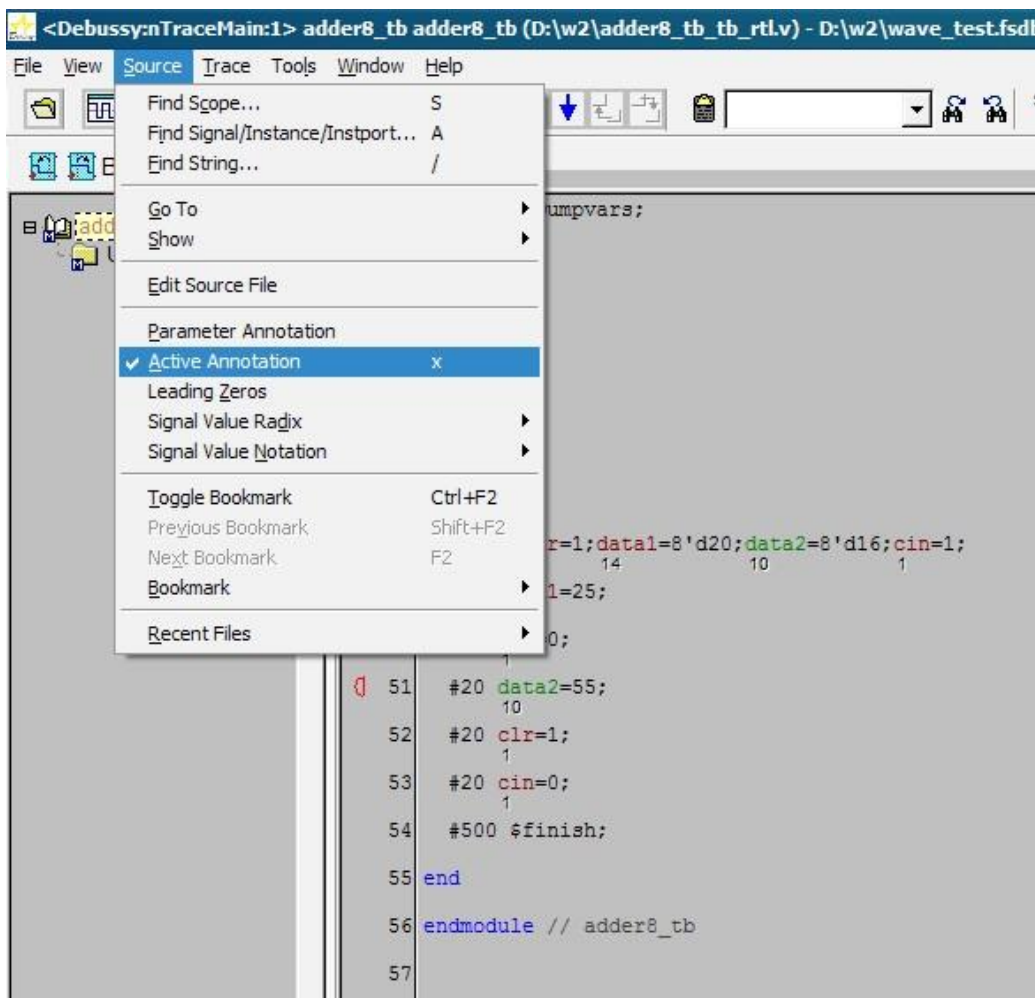 <Debussy:nTraceMain:1> adder8_tb adder8_tb (D:\w2\adder8_tb_tb_rtl.v) - D:\w2\wave_test.fsdb
File View Source Trace Tools Window Help
Find Scope... S
Find Signal/Instance/Instport... A
Find String... /
Go To
Show
Edit Source File
Parameter Annotation
Active Annotation x
Leading Zeros
Signal Value Radix
Signal Value Notation
Toggle Bookmark Ctrl+F2
Previous Bookmark Shift+F2
Next Bookmark F2
Bookmark
Recent Files
add
umpvars;
r=1;data1=8'd20;data2=8'd16;cin=1;
14 10 1
1=25;
0;
1
51 #20 data2=55;
10
52 #20 clr=1;
1
53 #20 cin=0;
1
54 #500 $finish;
55 end
56 endmodule // adder8_tb
57